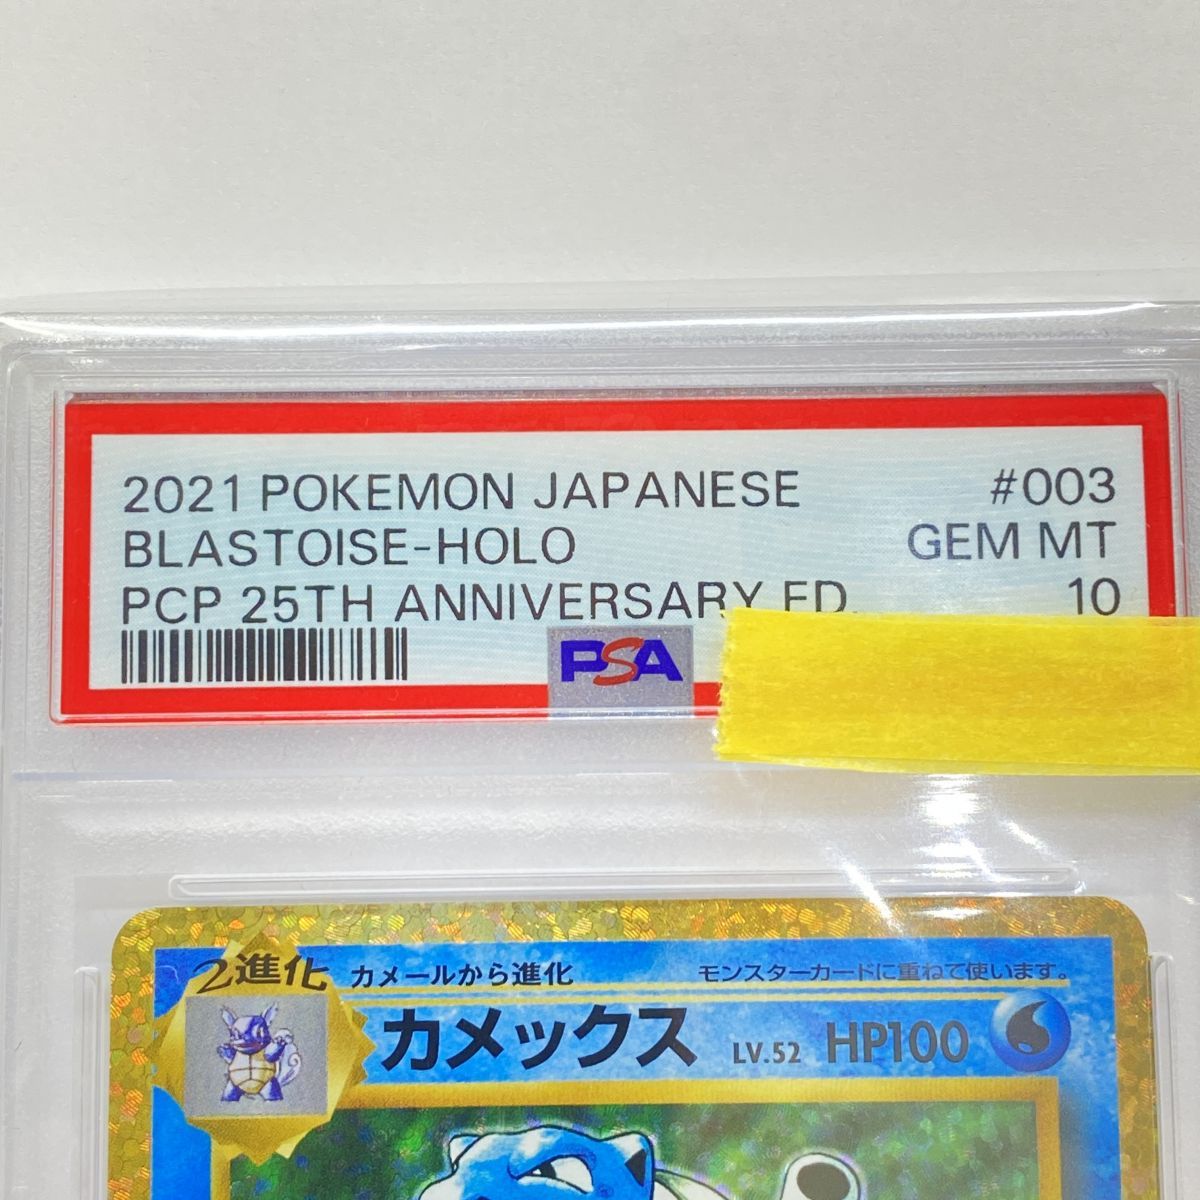 2021 POKEMON JAPANESE #003
BLASTOISE-HOLO GEM MT
PCP 25TH ANNIVERSARY ED. 10
PSA
2進化 カメールから進化 モンスターカードに重ねて使います。
カメックス LV.52 HP100